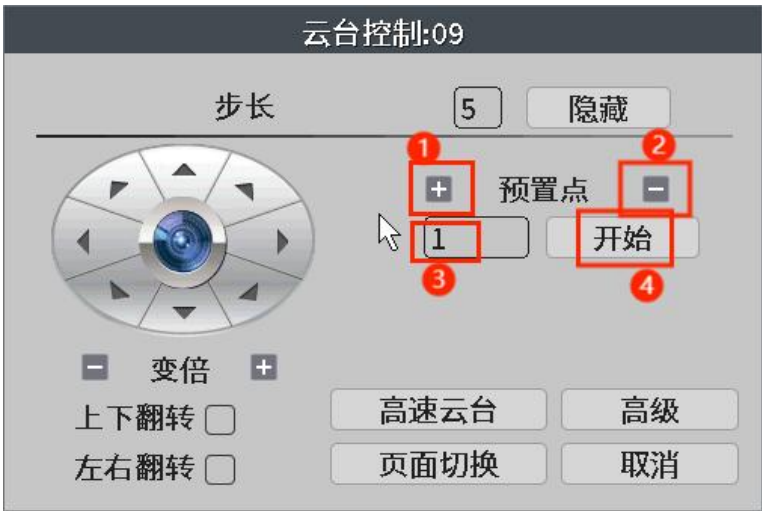 云台控制:09
步长 5 隐藏
1 2
+ 预置点 -
1 开始
3 4
- 变倍 +
上下翻转 高速云台 高级
左右翻转 页面切换 取消